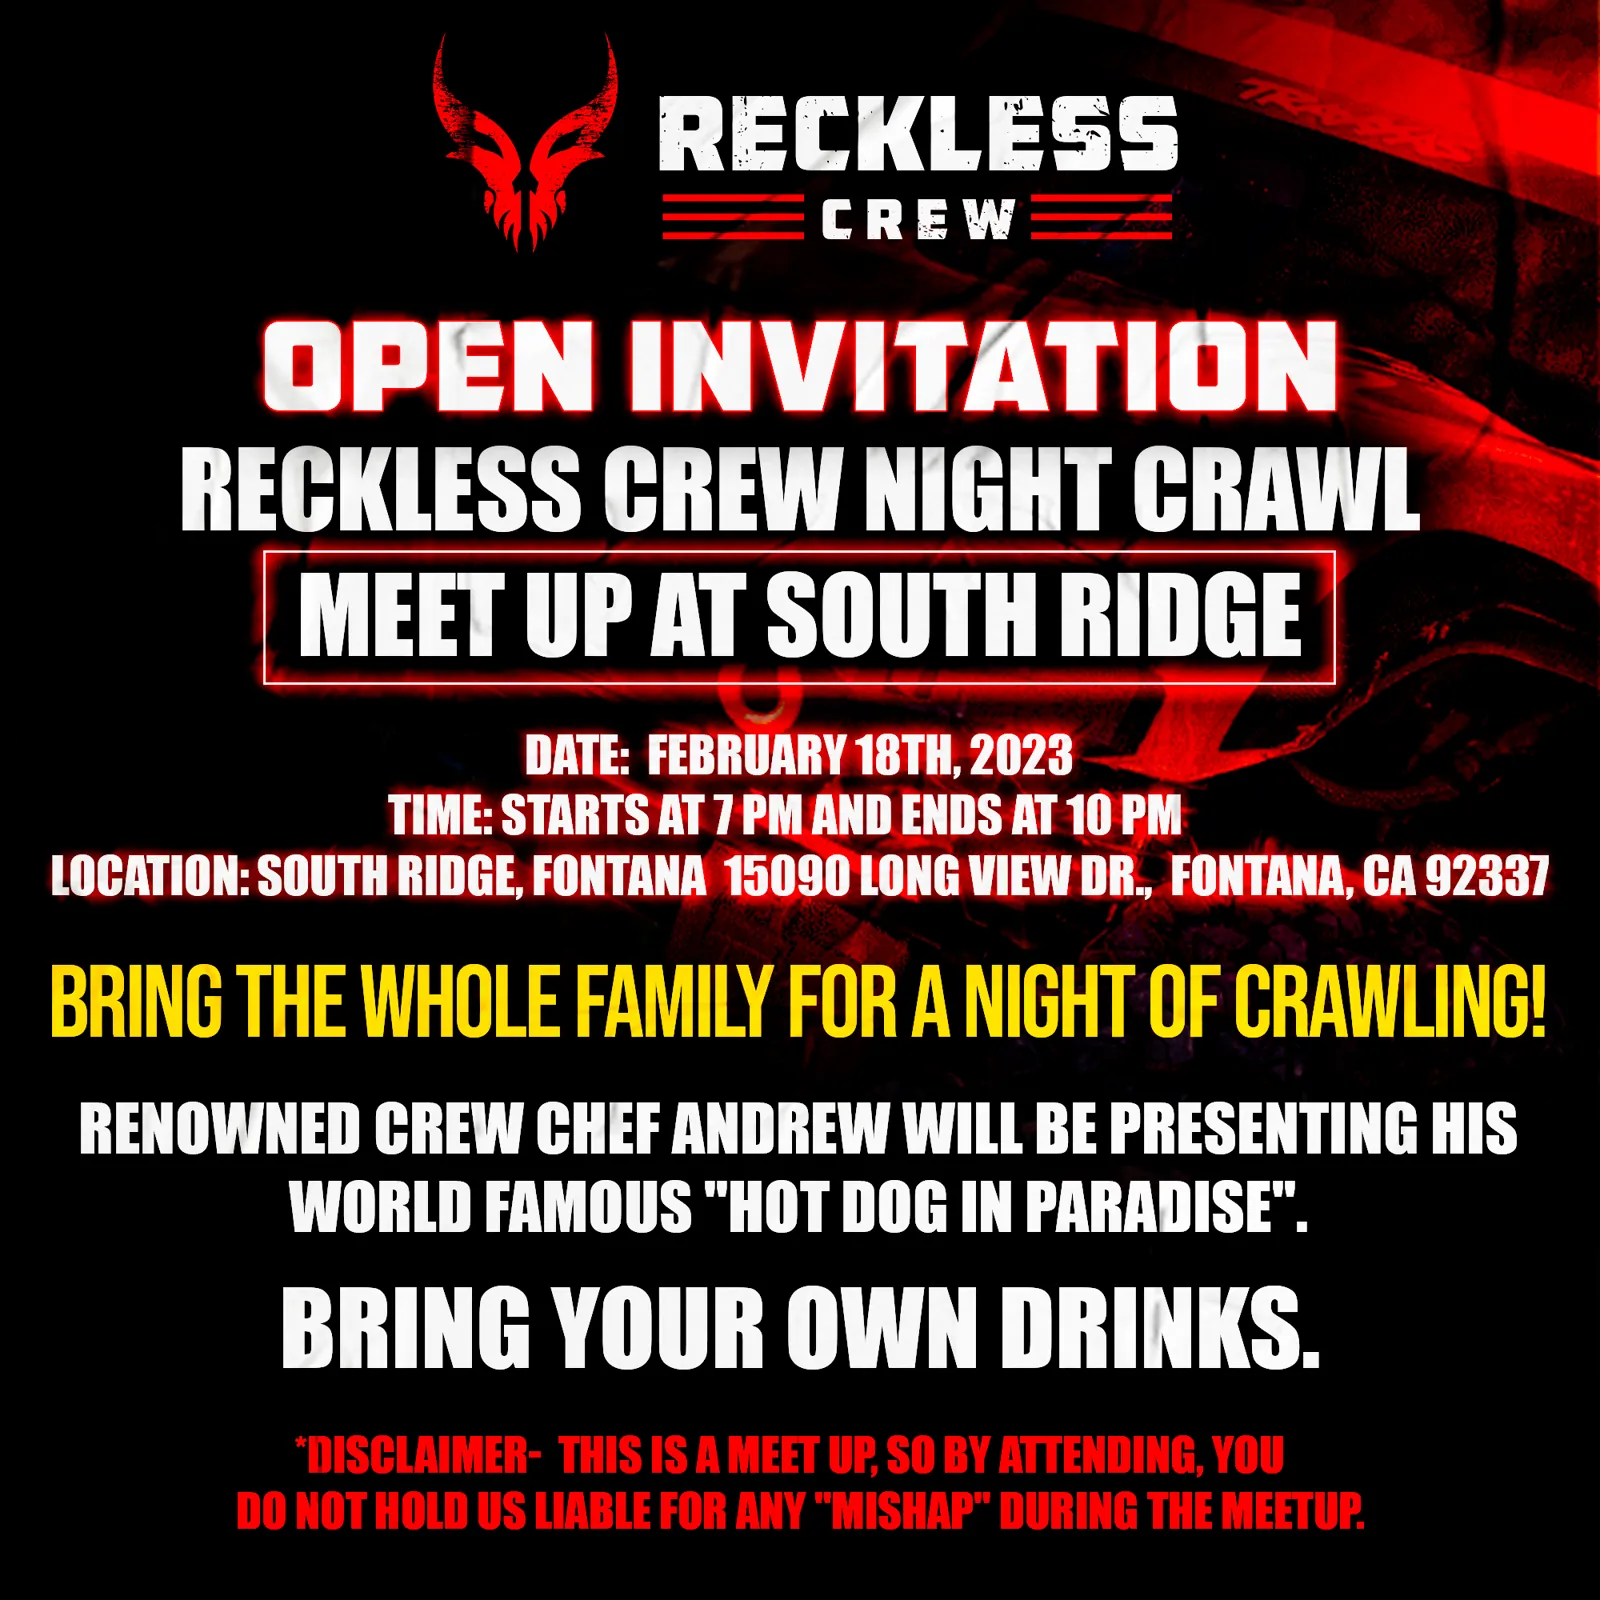 RECKLESS
CREW
TRAXXAS
OPEN INVITATION
RECKLESS CREW NIGHT CRAWL
MEET UP AT SOUTH RIDGE
DATE: FEBRUARY 18TH, 2023
TIME: STARTS AT 7 PM AND ENDS AT 10 PM
LOCATION: SOUTH RIDGE, FONTANA 15090 LONG VIEW DR., FONTANA, CA 92337
BRING THE WHOLE FAMILY FOR A NIGHT OF CRAWLING!
RENOWNED CREW CHEF ANDREW WILL BE PRESENTING HIS
WORLD FAMOUS "HOT DOG IN PARADISE".
BRING YOUR OWN DRINKS.
*DISCLAIMER- THIS IS A MEET UP, SO BY ATTENDING, YOU
DO NOT HOLD US LIABLE FOR ANY "MISHAP" DURING THE MEETUP.